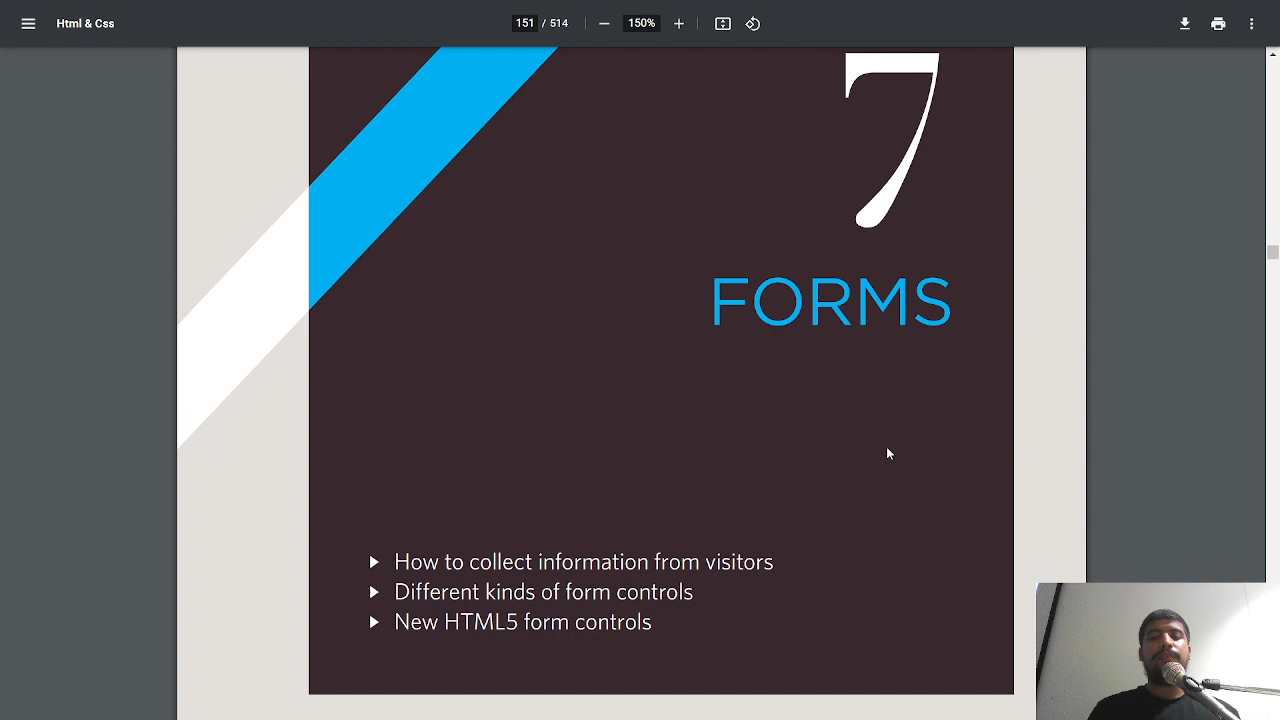 Html & Css
151 / 514
150%
7
FORMS
How to collect information from visitors
Different kinds of form controls
New HTML5 form controls